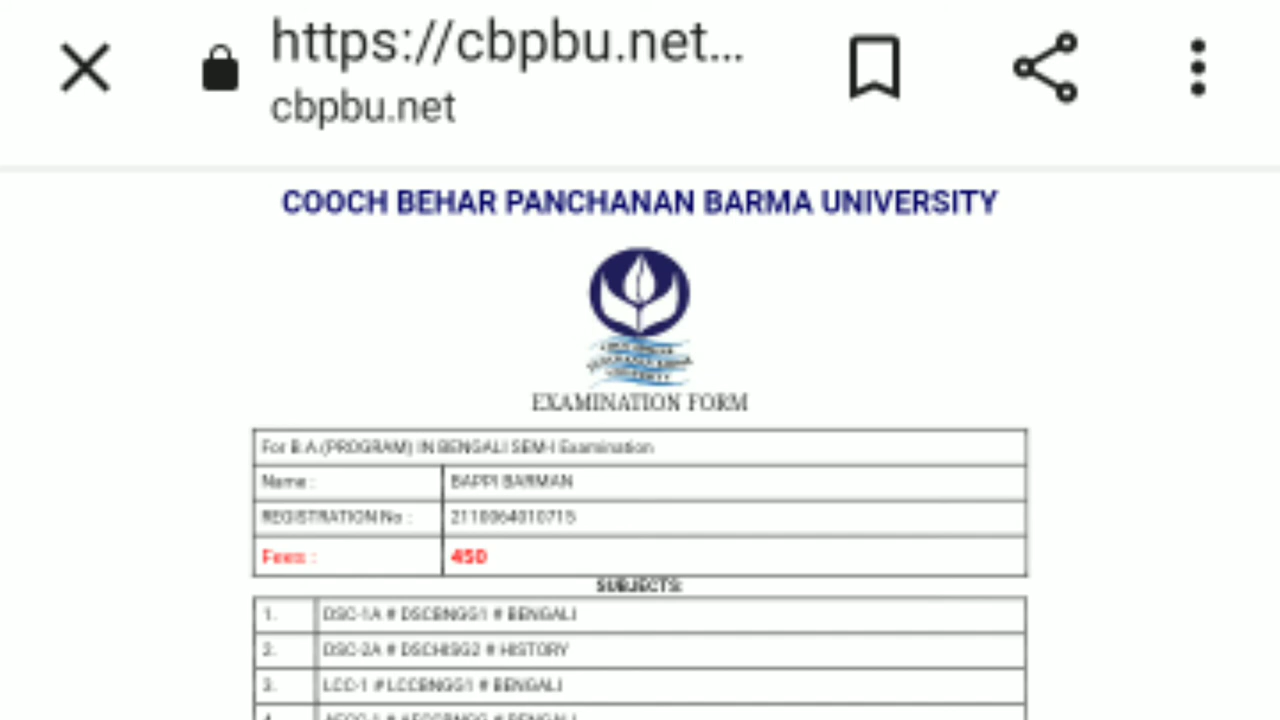 https://cbpbu.net...
cbpbu.net
COOCH BEHAR PANCHANAN BARMA UNIVERSITY
EXAMINATION FORM
For B.A.(PROGRAM) IN BENGALI SEM-I Examination
Name : BAPPI BARMAN
REGISTRATION No : 2110064010715
Fees : 450
SUBJECTS:
1. DSC-1A # DSCBNGG1 # BENGALI
2. DSC-2A # DSCHISG2 # HISTORY
3. LCC-1 # LCCBNGG1 # BENGALI